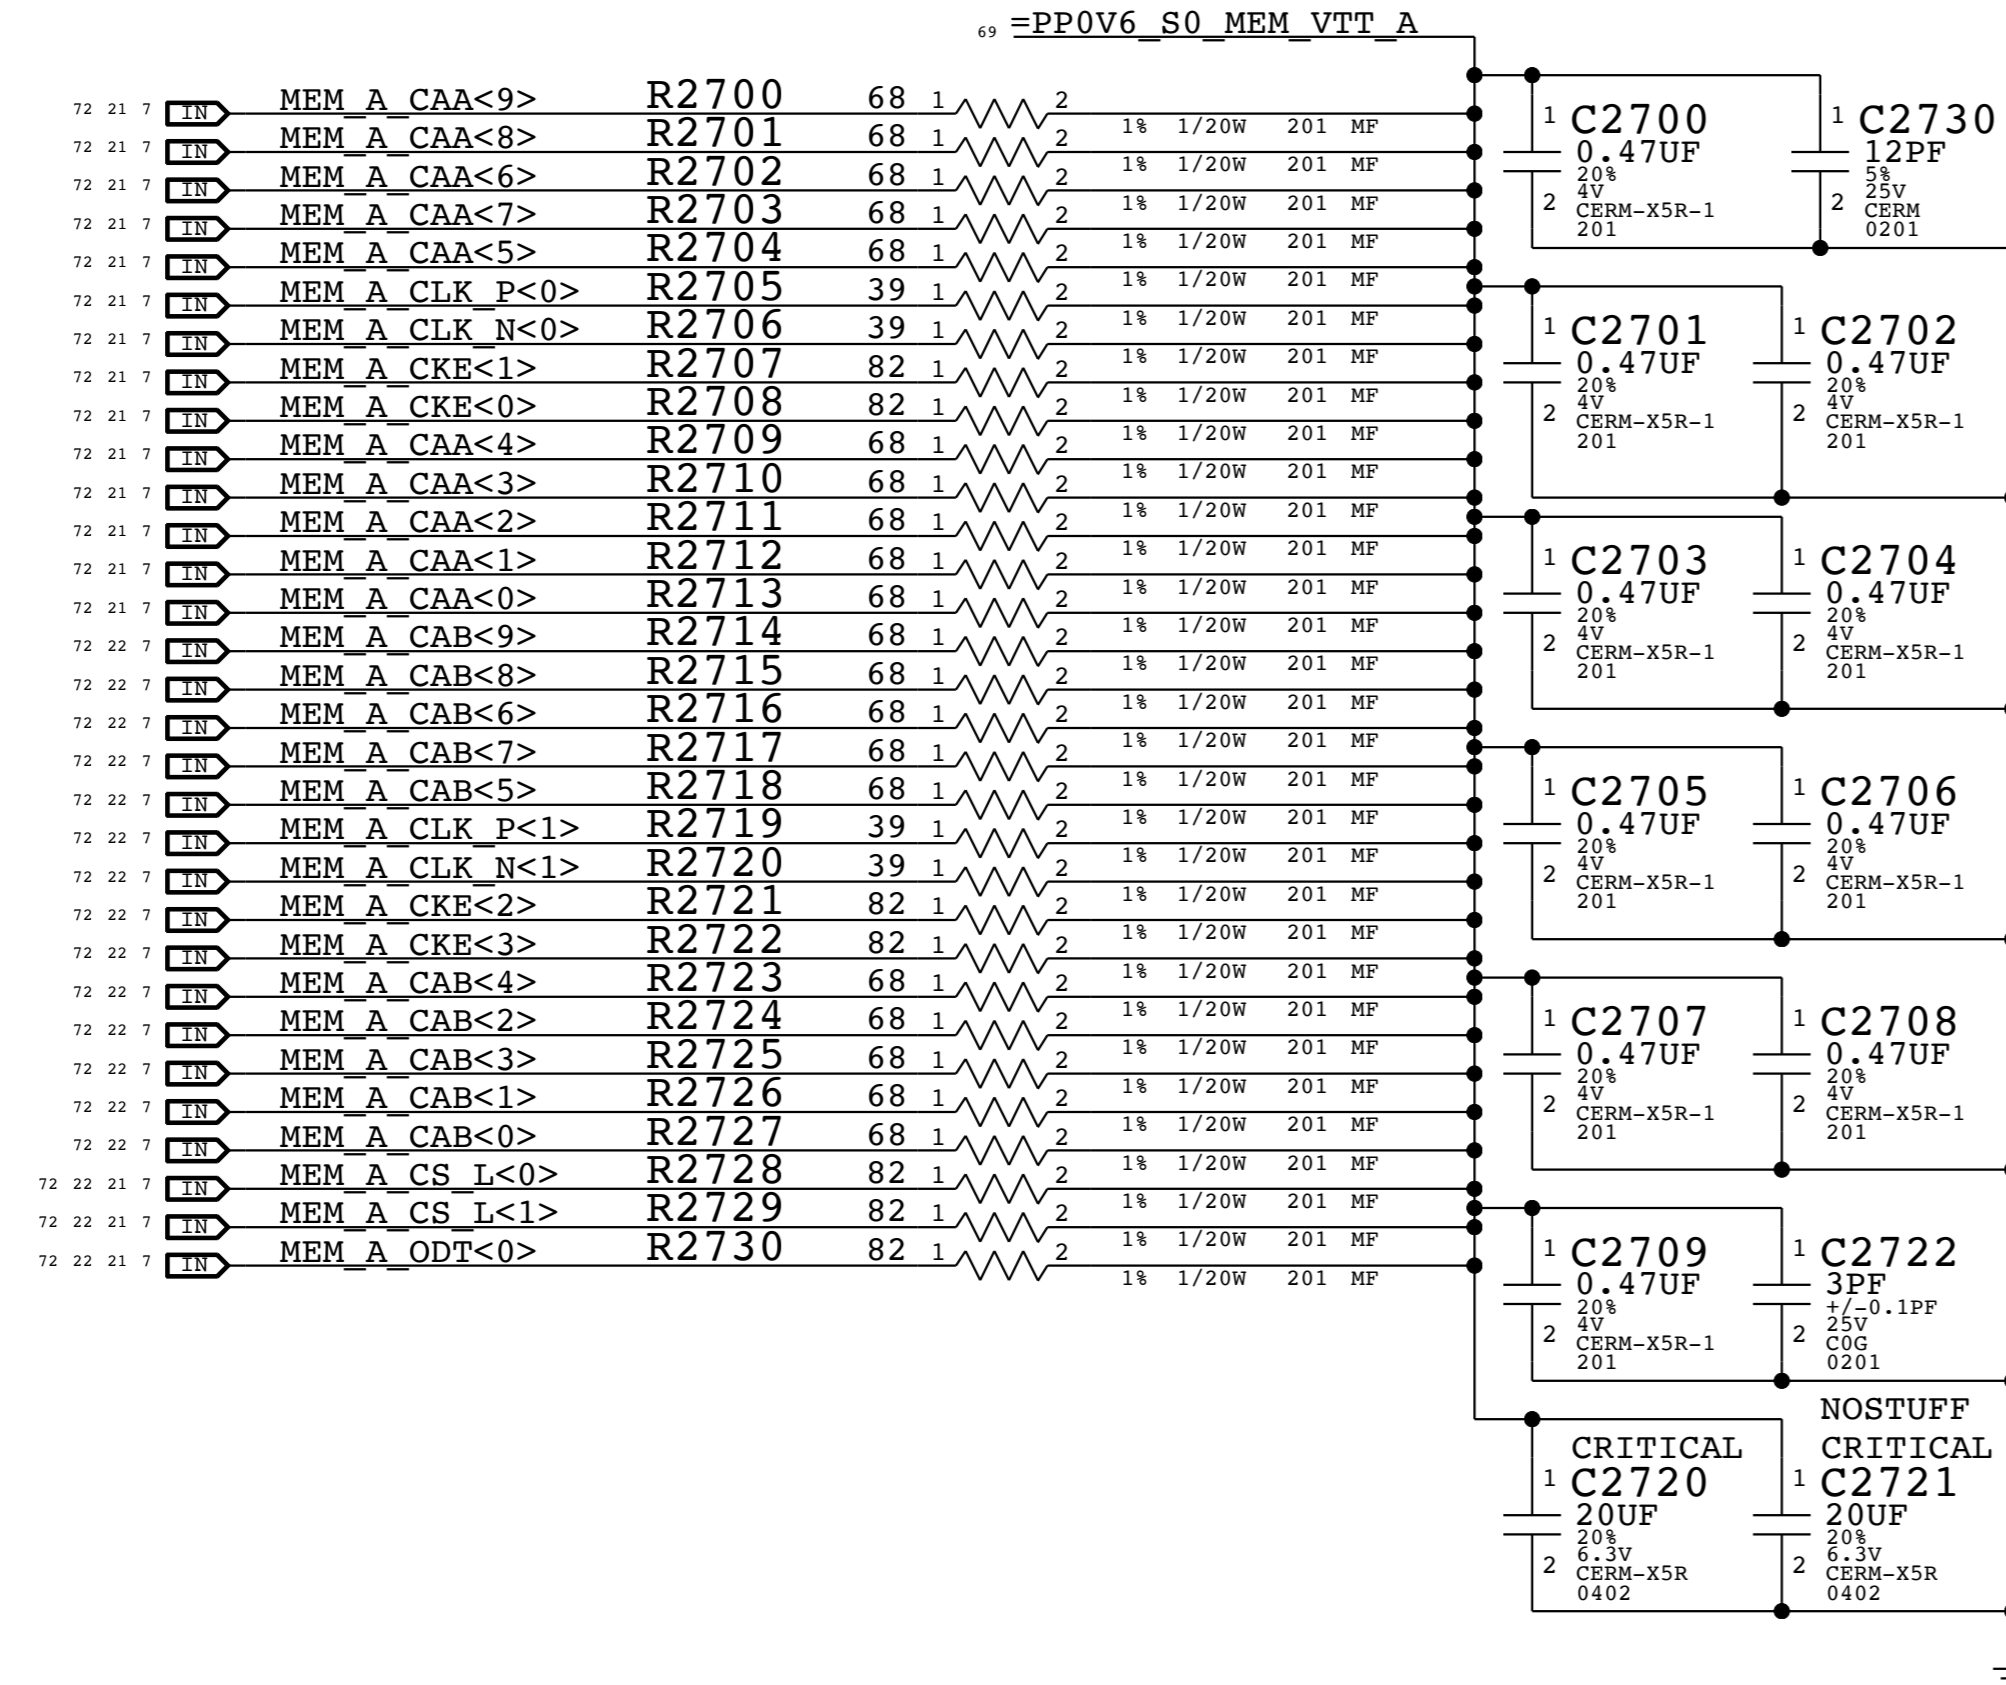 69 =PP0V6_S0_MEM_VTT_A
72 21 7 IN MEM_A_CAA<9> R2700 68 1 2 1% 1/20W 201 MF
72 21 7 IN MEM_A_CAA<8> R2701 68 1 2 1% 1/20W 201 MF
72 21 7 IN MEM_A_CAA<6> R2702 68 1 2 1% 1/20W 201 MF
72 21 7 IN MEM_A_CAA<7> R2703 68 1 2 1% 1/20W 201 MF
72 21 7 IN MEM_A_CAA<5> R2704 68 1 2 1% 1/20W 201 MF
72 21 7 IN MEM_A_CLK_P<0> R2705 39 1 2 1% 1/20W 201 MF
72 21 7 IN MEM_A_CLK_N<0> R2706 39 1 2 1% 1/20W 201 MF
72 21 7 IN MEM_A_CKE<1> R2707 82 1 2 1% 1/20W 201 MF
72 21 7 IN MEM_A_CKE<0> R2708 82 1 2 1% 1/20W 201 MF
72 21 7 IN MEM_A_CAA<4> R2709 68 1 2 1% 1/20W 201 MF
72 21 7 IN MEM_A_CAA<3> R2710 68 1 2 1% 1/20W 201 MF
72 21 7 IN MEM_A_CAA<2> R2711 68 1 2 1% 1/20W 201 MF
72 21 7 IN MEM_A_CAA<1> R2712 68 1 2 1% 1/20W 201 MF
72 21 7 IN MEM_A_CAA<0> R2713 68 1 2 1% 1/20W 201 MF
72 22 7 IN MEM_A_CAB<9> R2714 68 1 2 1% 1/20W 201 MF
72 22 7 IN MEM_A_CAB<8> R2715 68 1 2 1% 1/20W 201 MF
72 22 7 IN MEM_A_CAB<6> R2716 68 1 2 1% 1/20W 201 MF
72 22 7 IN MEM_A_CAB<7> R2717 68 1 2 1% 1/20W 201 MF
72 22 7 IN MEM_A_CAB<5> R2718 68 1 2 1% 1/20W 201 MF
72 22 7 IN MEM_A_CLK_P<1> R2719 39 1 2 1% 1/20W 201 MF
72 22 7 IN MEM_A_CLK_N<1> R2720 39 1 2 1% 1/20W 201 MF
72 22 7 IN MEM_A_CKE<2> R2721 82 1 2 1% 1/20W 201 MF
72 22 7 IN MEM_A_CKE<3> R2722 82 1 2 1% 1/20W 201 MF
72 22 7 IN MEM_A_CAB<4> R2723 68 1 2 1% 1/20W 201 MF
72 22 7 IN MEM_A_CAB<2> R2724 68 1 2 1% 1/20W 201 MF
72 22 7 IN MEM_A_CAB<3> R2725 68 1 2 1% 1/20W 201 MF
72 22 7 IN MEM_A_CAB<1> R2726 68 1 2 1% 1/20W 201 MF
72 22 7 IN MEM_A_CAB<0> R2727 68 1 2 1% 1/20W 201 MF
72 22 21 7 IN MEM_A_CS_L<0> R2728 82 1 2 1% 1/20W 201 MF
72 22 21 7 IN MEM_A_CS_L<1> R2729 82 1 2 1% 1/20W 201 MF
72 22 21 7 IN MEM_A_ODT<0> R2730 82 1 2 1% 1/20W 201 MF
1 C2700 1 C2730
0.47UF 12PF
20% 5%
4V 25V
2 CERM-X5R-1 2 CERM
201 0201
1 C2701 1 C2702
0.47UF 0.47UF
20% 20%
4V 4V
2 CERM-X5R-1 2 CERM-X5R-1
201 201
1 C2703 1 C2704
0.47UF 0.47UF
20% 20%
4V 4V
2 CERM-X5R-1 2 CERM-X5R-1
201 201
1 C2705 1 C2706
0.47UF 0.47UF
20% 20%
4V 4V
2 CERM-X5R-1 2 CERM-X5R-1
201 201
1 C2707 1 C2708
0.47UF 0.47UF
20% 20%
4V 4V
2 CERM-X5R-1 2 CERM-X5R-1
201 201
1 C2709 1 C2722
0.47UF 3PF
20% +/-0.1PF
4V 25V
2 CERM-X5R-1 2 C0G
201 0201
NOSTUFF
CRITICAL CRITICAL
1 C2720 1 C2721
20UF 20UF
20% 20%
6.3V 6.3V
2 CERM-X5R 2 CERM-X5R
0402 0402